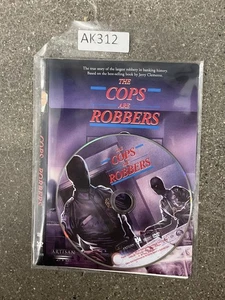 AK312
The true story of the largest robbery in banking history.
Based on the best-selling book by Jerry Clemente.
THE
COPS
ARE
ROBBERS
COPS
ROBBERS
ARTISAN